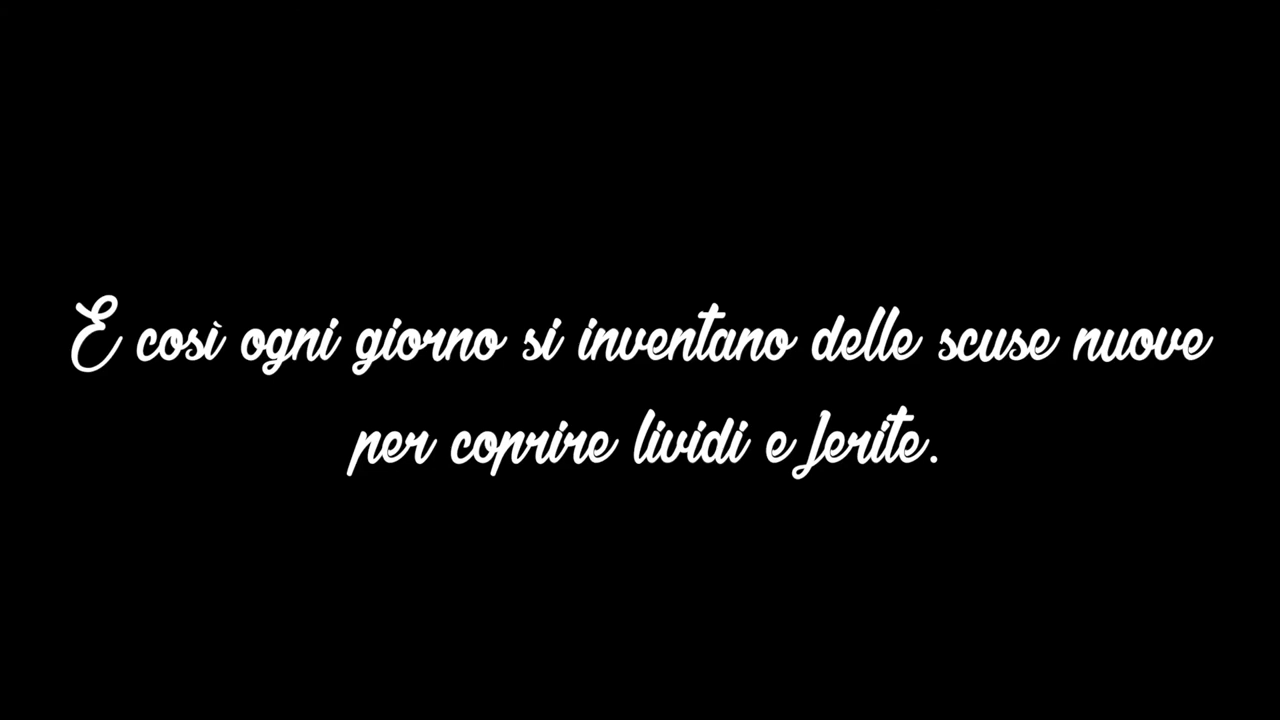 E così ogni giorno si inventano delle scuse nuove
per coprire lividi e ferite.